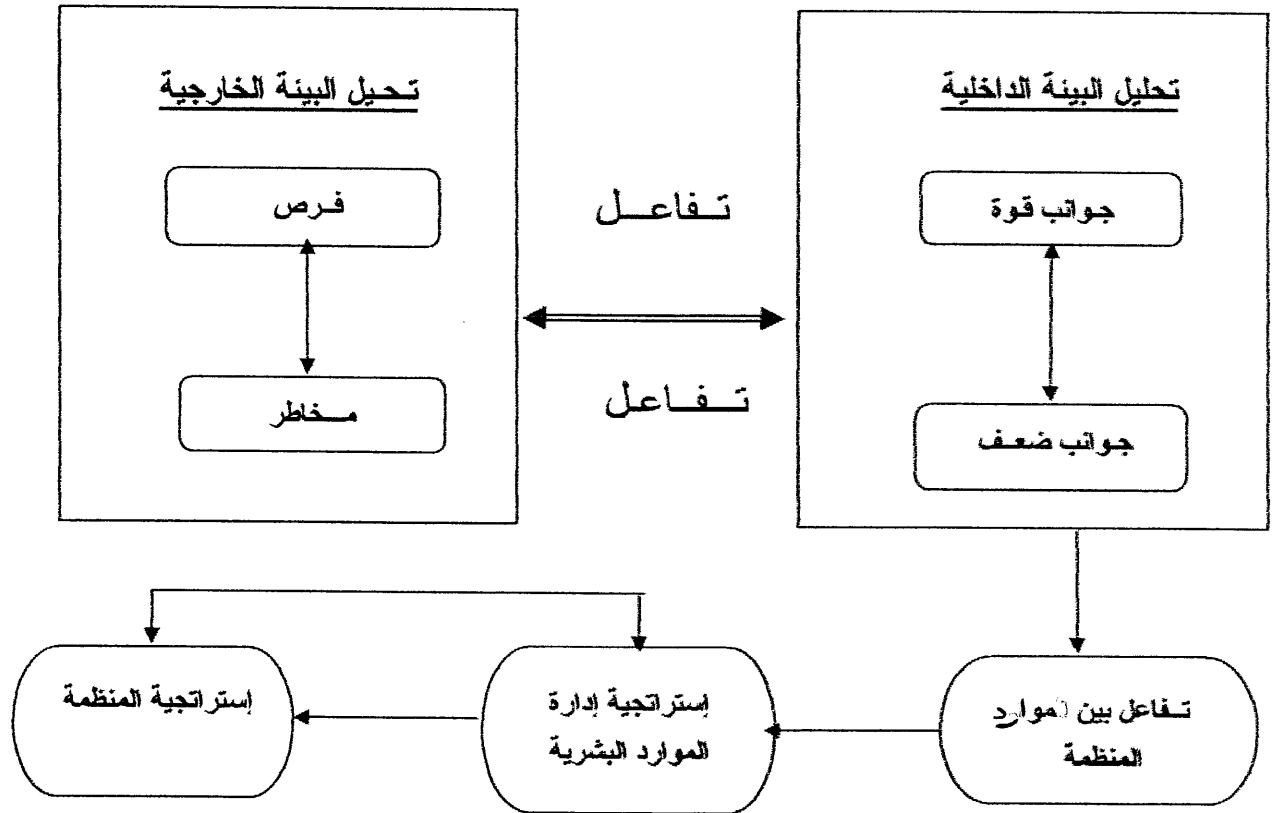 تحليل البيئة الداخلية
جوانب قوة
جوانب ضعف
تفاعل
تفاعل
تحيل البيئة الخارجية
فرص
مخاطر
تفاعل بين الموارد
المنظمة
إستراتجية إدارة
الموارد البشرية
إستراتجية المنظمة